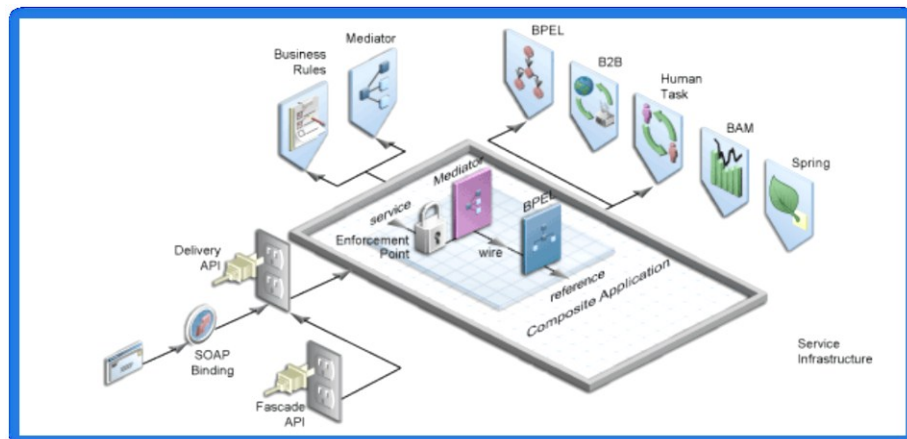 BPEL
Mediator
Business
Rules
B2B
Human
Task
BAM
Spring
Mediator
service
BPEL
Enforcement
Point
wire
Delivery
API
reference
Composite Application
SOAP
Binding
Service
Infrastructure
Fascade
API